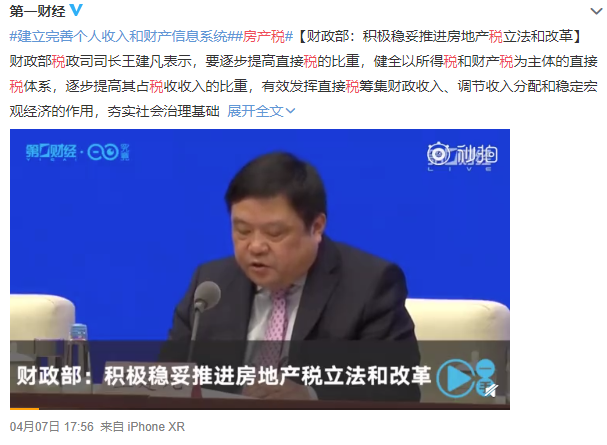 第一财经
#建立完善个人收入和财产信息系统##房产税#【财政部：积极稳妥推进房地产税立法和改革】
财政部税政司司长王建凡表示，要逐步提高直接税的比重，健全以所得税和财产税为主体的直接
税体系，逐步提高其占税收收入的比重，有效发挥直接税筹集财政收入、调节收入分配和稳定宏
观经济的作用，夯实社会治理基础 展开全文
第一财经
秒拍
LIVE
财政部：积极稳妥推进房地产税立法和改革
04月07日 17:56 来自 iPhone XR